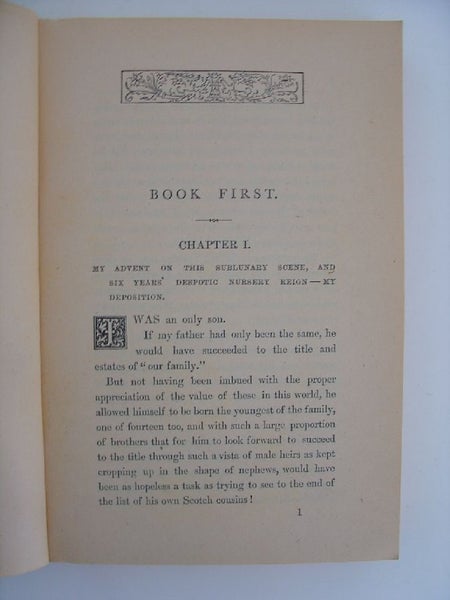 BOOK FIRST.
CHAPTER I.
MY ADVENT ON THIS SUBLUNARY SCENE, AND
SIX YEARS' DESPOTIC NURSERY REIGN — MY
DEPOSITION.
I WAS an only son.
If my father had only been the same, he
would have succeeded to the title and
estates of "our family."
But not having been imbued with the proper
appreciation of the value of these in this world, he
allowed himself to be born the youngest of the family,
one of fourteen too, and with such a large proportion
of brothers that for him to look forward to succeed
to the title through such a vista of male heirs as kept
cropping up in the shape of nephews, would have
been as hopeless a task as trying to see to the end of
the list of his own Scotch cousins!
1